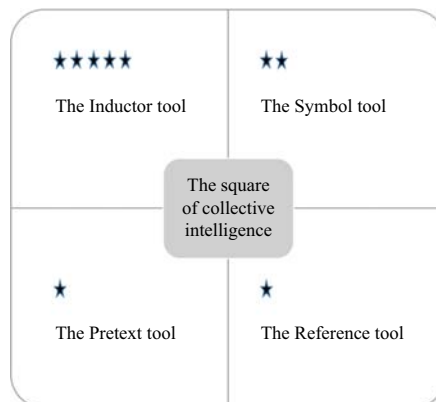 The Inductor tool
The Symbol tool
The square
of collective
intelligence
The Pretext tool
The Reference tool